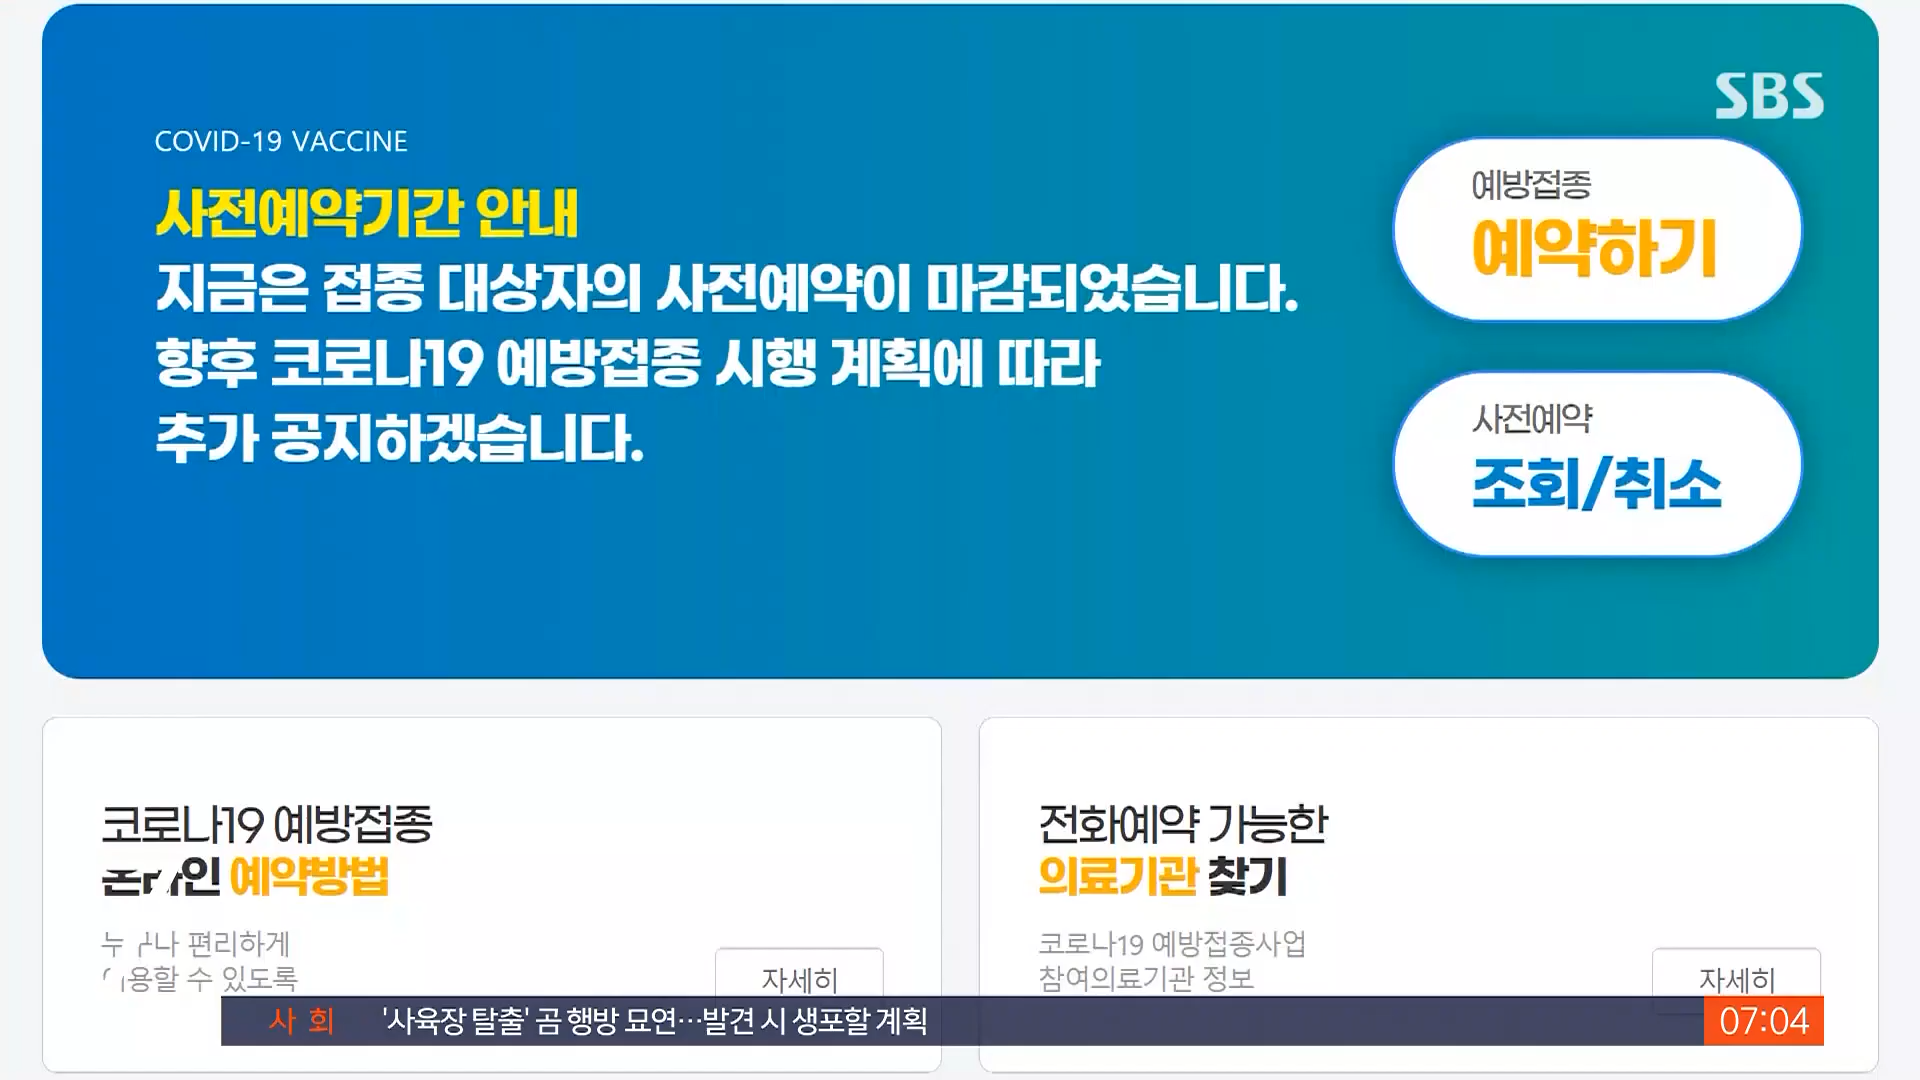 SBS
COVID-19 VACCINE
사전예약기간 안내
지금은 접종 대상자의 사전예약이 마감되었습니다.
향후 코로나19 예방접종 시행 계획에 따라
추가 공지하겠습니다.
예방접종
예약하기
사전예약
조회/취소
코로나19 예방접종
예약방법
편리하게
수 있도록
자세히
전화예약 가능한
의료기관 찾기
코로나19 예방접종사업
참여의료기관 정보
자세히
사 회 '사육장 탈출' 곰 행방 묘연…발견 시 생포할 계획
07:04